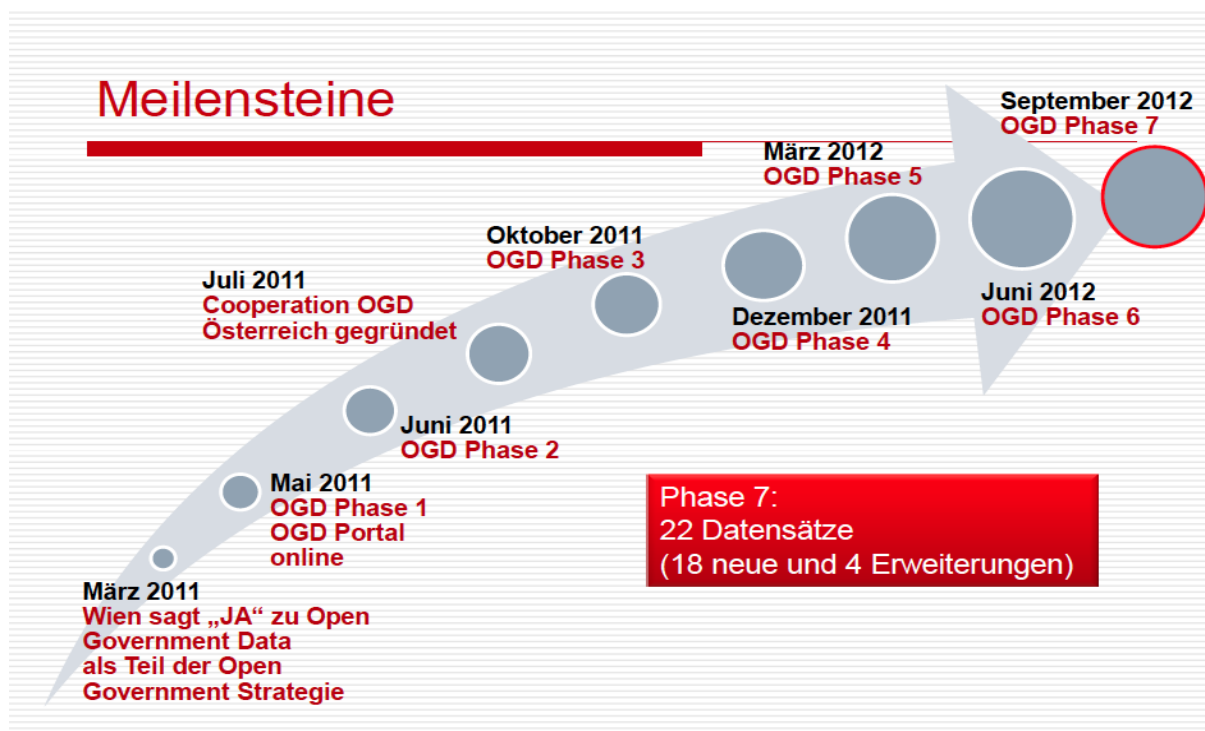 Meilensteine
März 2011
Wien sagt „JA“ zu Open
Government Data
als Teil der Open
Government Strategie
Mai 2011
OGD Phase 1
OGD Portal
online
Juni 2011
OGD Phase 2
Juli 2011
Cooperation OGD
Österreich gegründet
Oktober 2011
OGD Phase 3
Dezember 2011
OGD Phase 4
März 2012
OGD Phase 5
Juni 2012
OGD Phase 6
September 2012
OGD Phase 7
Phase 7:
22 Datensätze
(18 neue und 4 Erweiterungen)